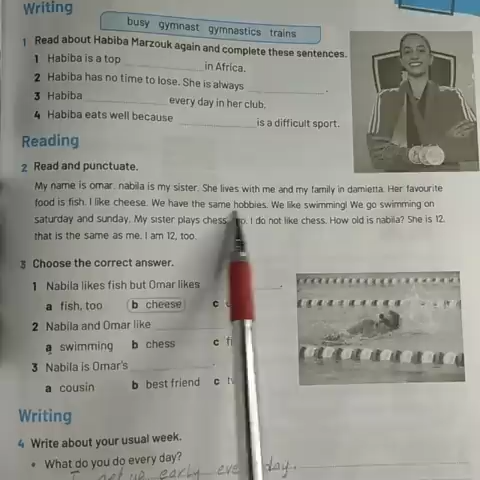 Writing
busy gymnast gymnastics trains
1 Read about Habiba Marzouk again and complete these sentences.
1 Habiba is a top ____________ in Africa.
2 Habiba has no time to lose. She is always ____________.
3 Habiba ____________ every day in her club.
4 Habiba eats well because ____________ is a difficult sport.
Reading
2 Read and punctuate.
My name is omar. nabila is my sister. She lives with me and my family in damietta. Her favourite
food is fish. I like cheese. We have the same hobbies. We like swimming! We go swimming on
saturday and sunday. My sister plays chess, I do not like chess. How old is nabila? She is 12.
that is the same as me. I am 12, too.
3 Choose the correct answer.
1 Nabila likes fish but Omar likes ____________.
a fish, too b cheese c
2 Nabila and Omar like ____________
a swimming b chess c
3 Nabila is Omar's ____________.
a cousin b best friend c
Writing
4 Write about your usual week.
• What do you do every day?
I get up early day.